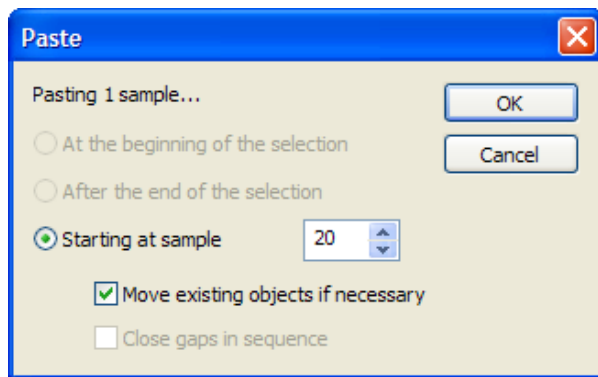 Paste
Pasting 1 sample...
OK
At the beginning of the selection
Cancel
After the end of the selection
Starting at sample 20
Move existing objects if necessary
Close gaps in sequence